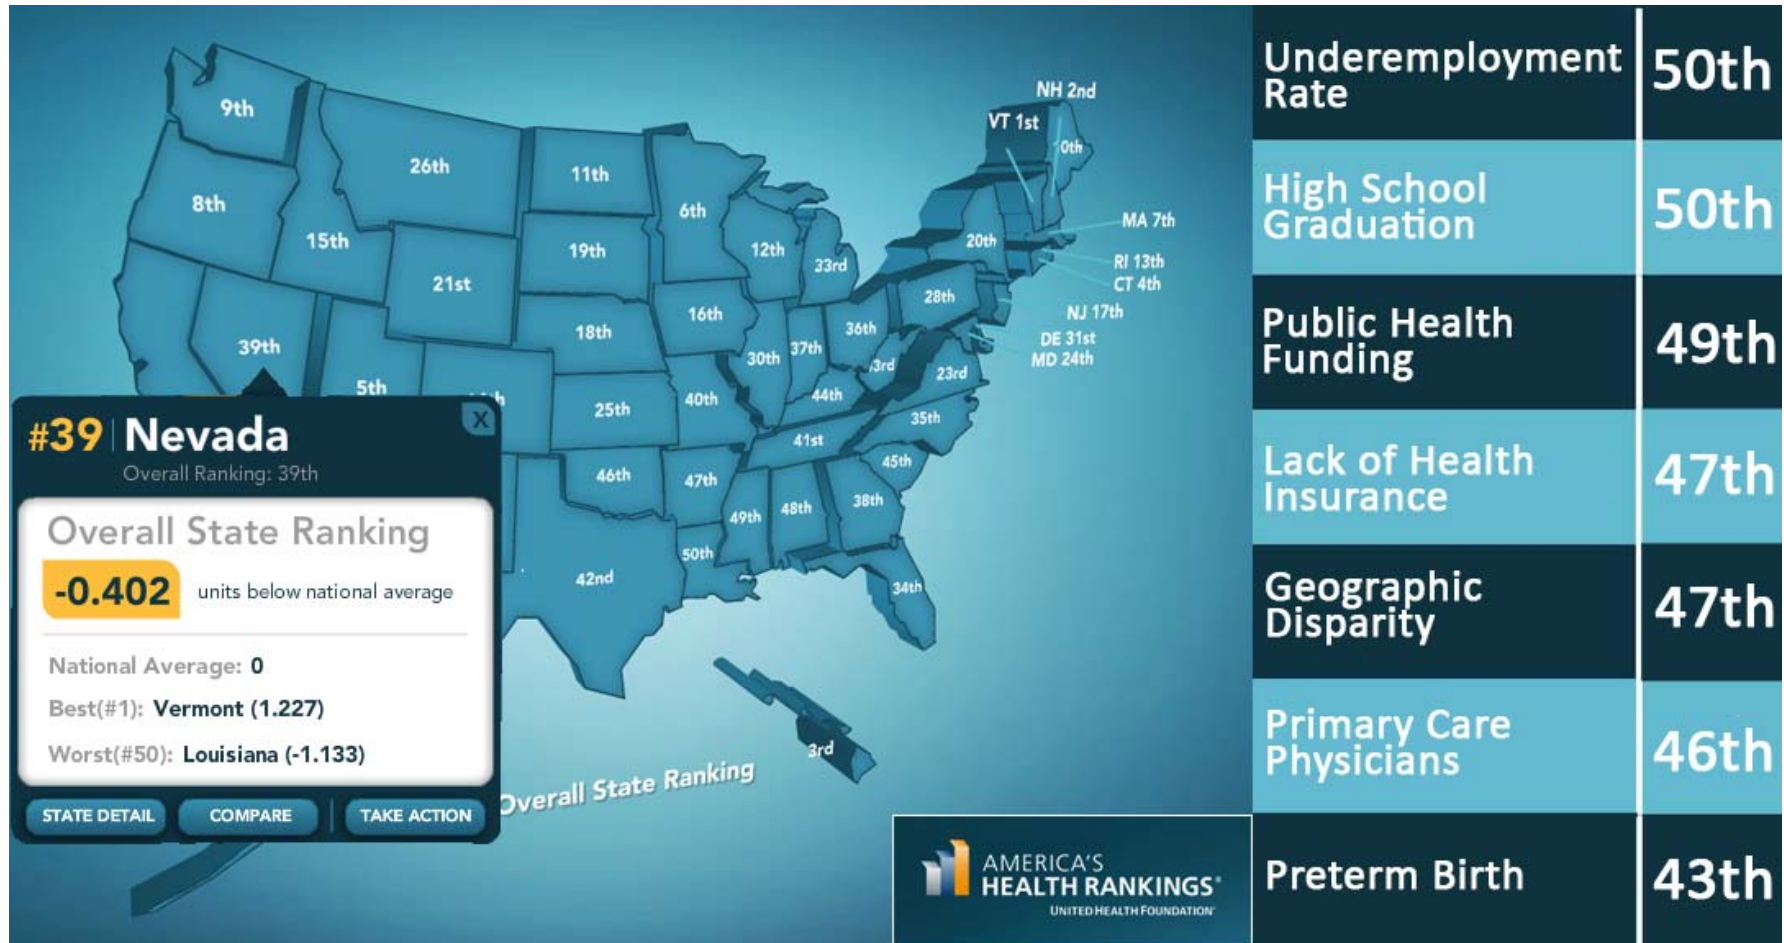 NH 2nd
VT 1st
9th
26th
11th
6th
8th
15th
19th
12th
33rd
20th
MA 7th
RI 13th
CT 4th
21st
28th
NJ 17th
16th
18th
36th
DE 31st
MD 24th
39th
30th
37th
23rd
5th
25th
40th
44th
35th
41st
45th
46th
47th
38th
49th
48th
50th
42nd
34th
3rd
#39 Nevada
X
Overall Ranking: 39th
Overall State Ranking
-0.402 units below national average
National Average: 0
Best(#1): Vermont (1.227)
Worst(#50): Louisiana (-1.133)
STATE DETAIL COMPARE TAKE ACTION
Overall State Ranking
AMERICA'S
HEALTH RANKINGS®
UNITED HEALTH FOUNDATION
Underemployment
Rate
50th
High School
Graduation
50th
Public Health
Funding
49th
Lack of Health
Insurance
47th
Geographic
Disparity
47th
Primary Care
Physicians
46th
Preterm Birth
43th